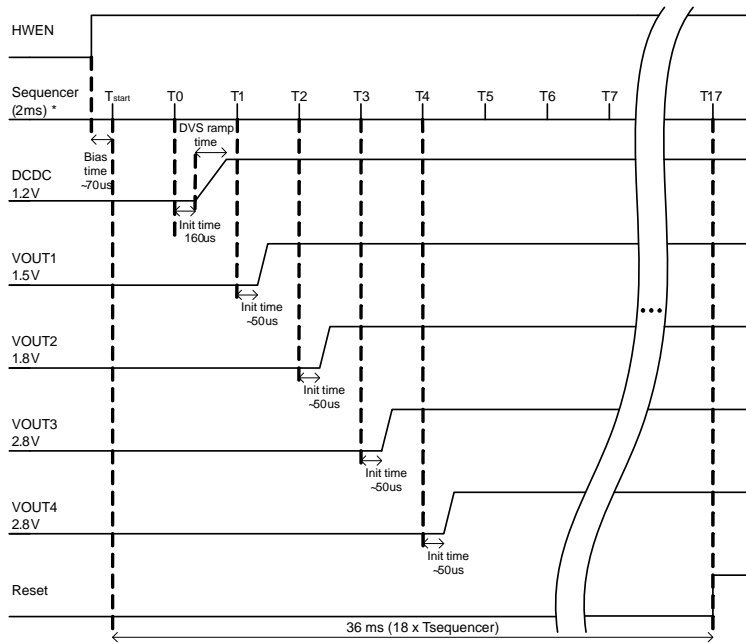 HWEN
Sequencer
(2ms) *
Tstart T0 T1 T2 T3 T4 T5 T6 T7 T17
DVS ramp
time
Bias
time
~70us
DCDC
1.2V
Init time
160us
VOUT1
1.5V
Init time
~50us
...
VOUT2
1.8V
Init time
~50us
VOUT3
2.8V
Init time
~50us
VOUT4
2.8V
Init time
~50us
Reset
36 ms (18 x Tsequencer)